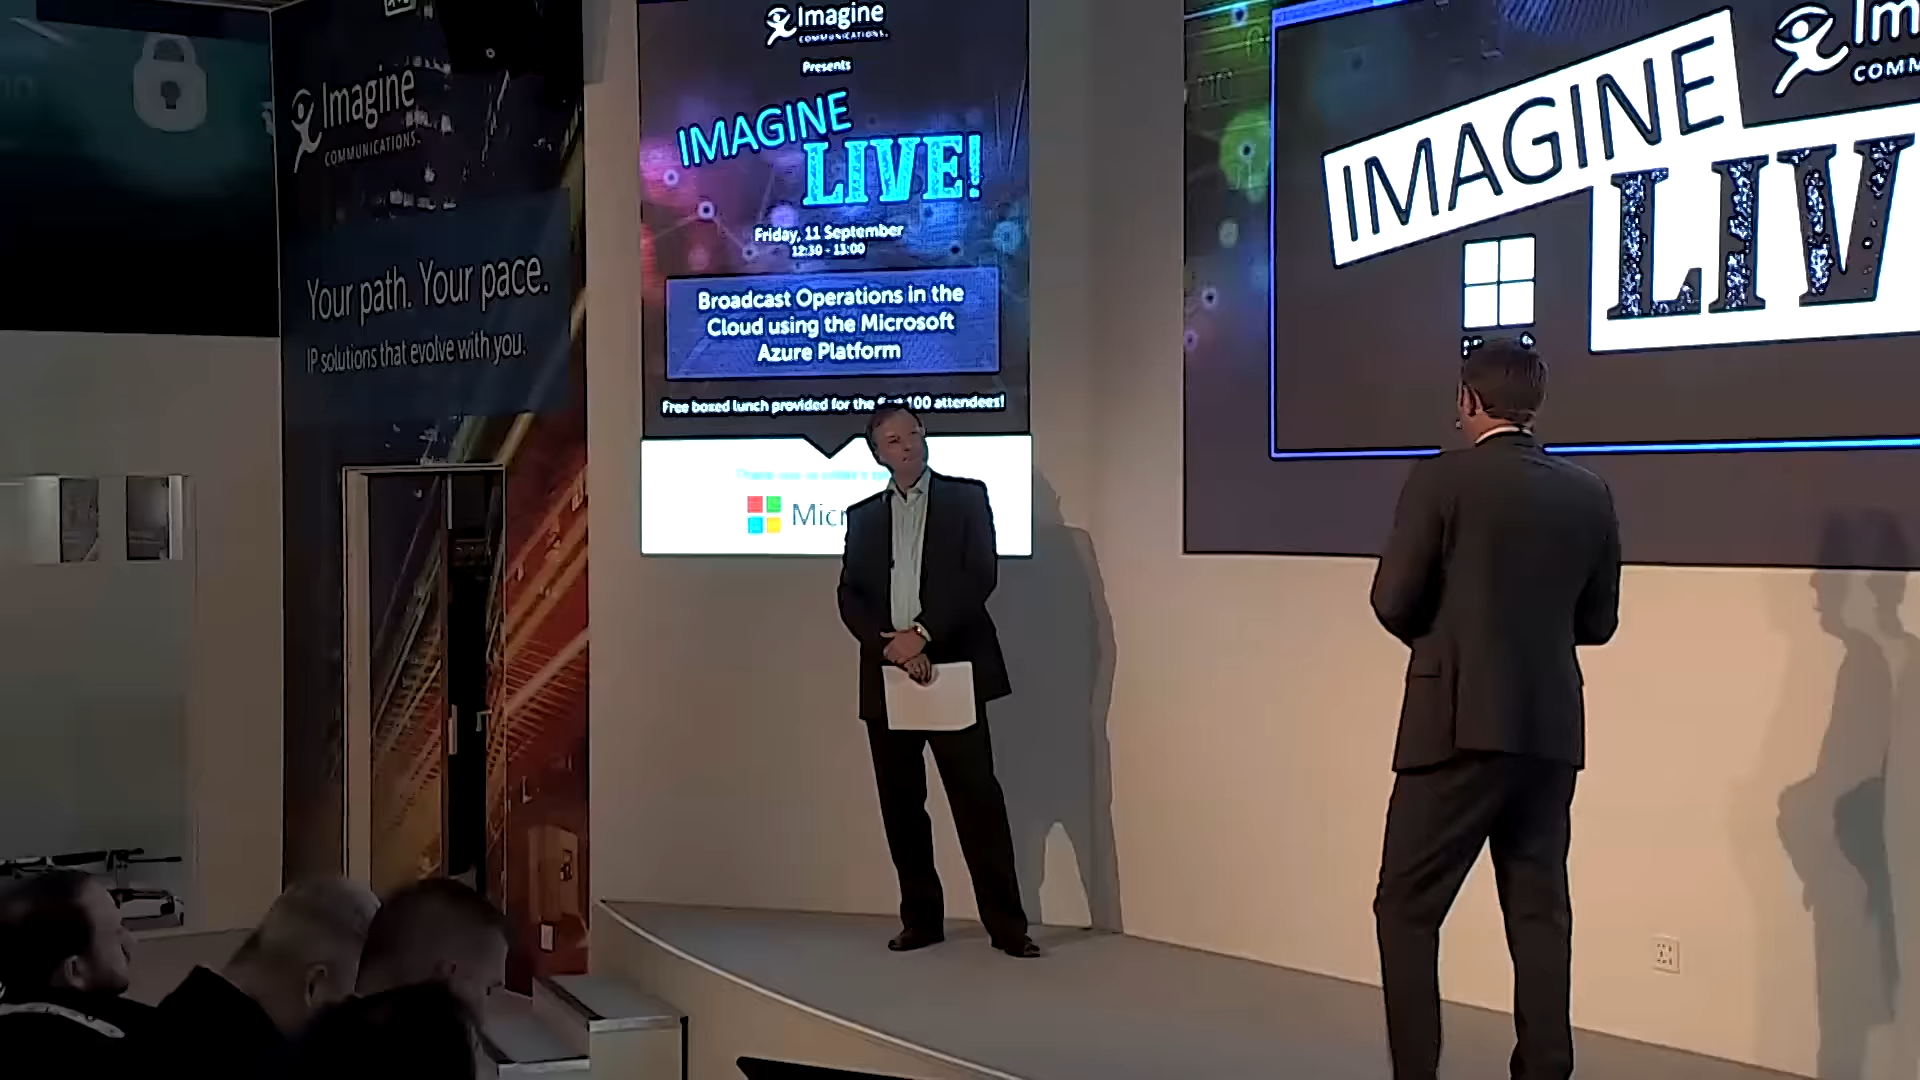 Imagine
COMMUNICATIONS.
Your path. Your pace.
IP solutions that evolve with you.
Imagine
COMMUNICATIONS.
Presents
IMAGINE
LIVE!
Friday, 11 September
12:30 - 13:00
Broadcast Operations in the
Cloud using the Microsoft
Azure Platform
Free boxed lunch provided for the 100 attendees!
Micr
Im
COMM
IMAGINE
LIV